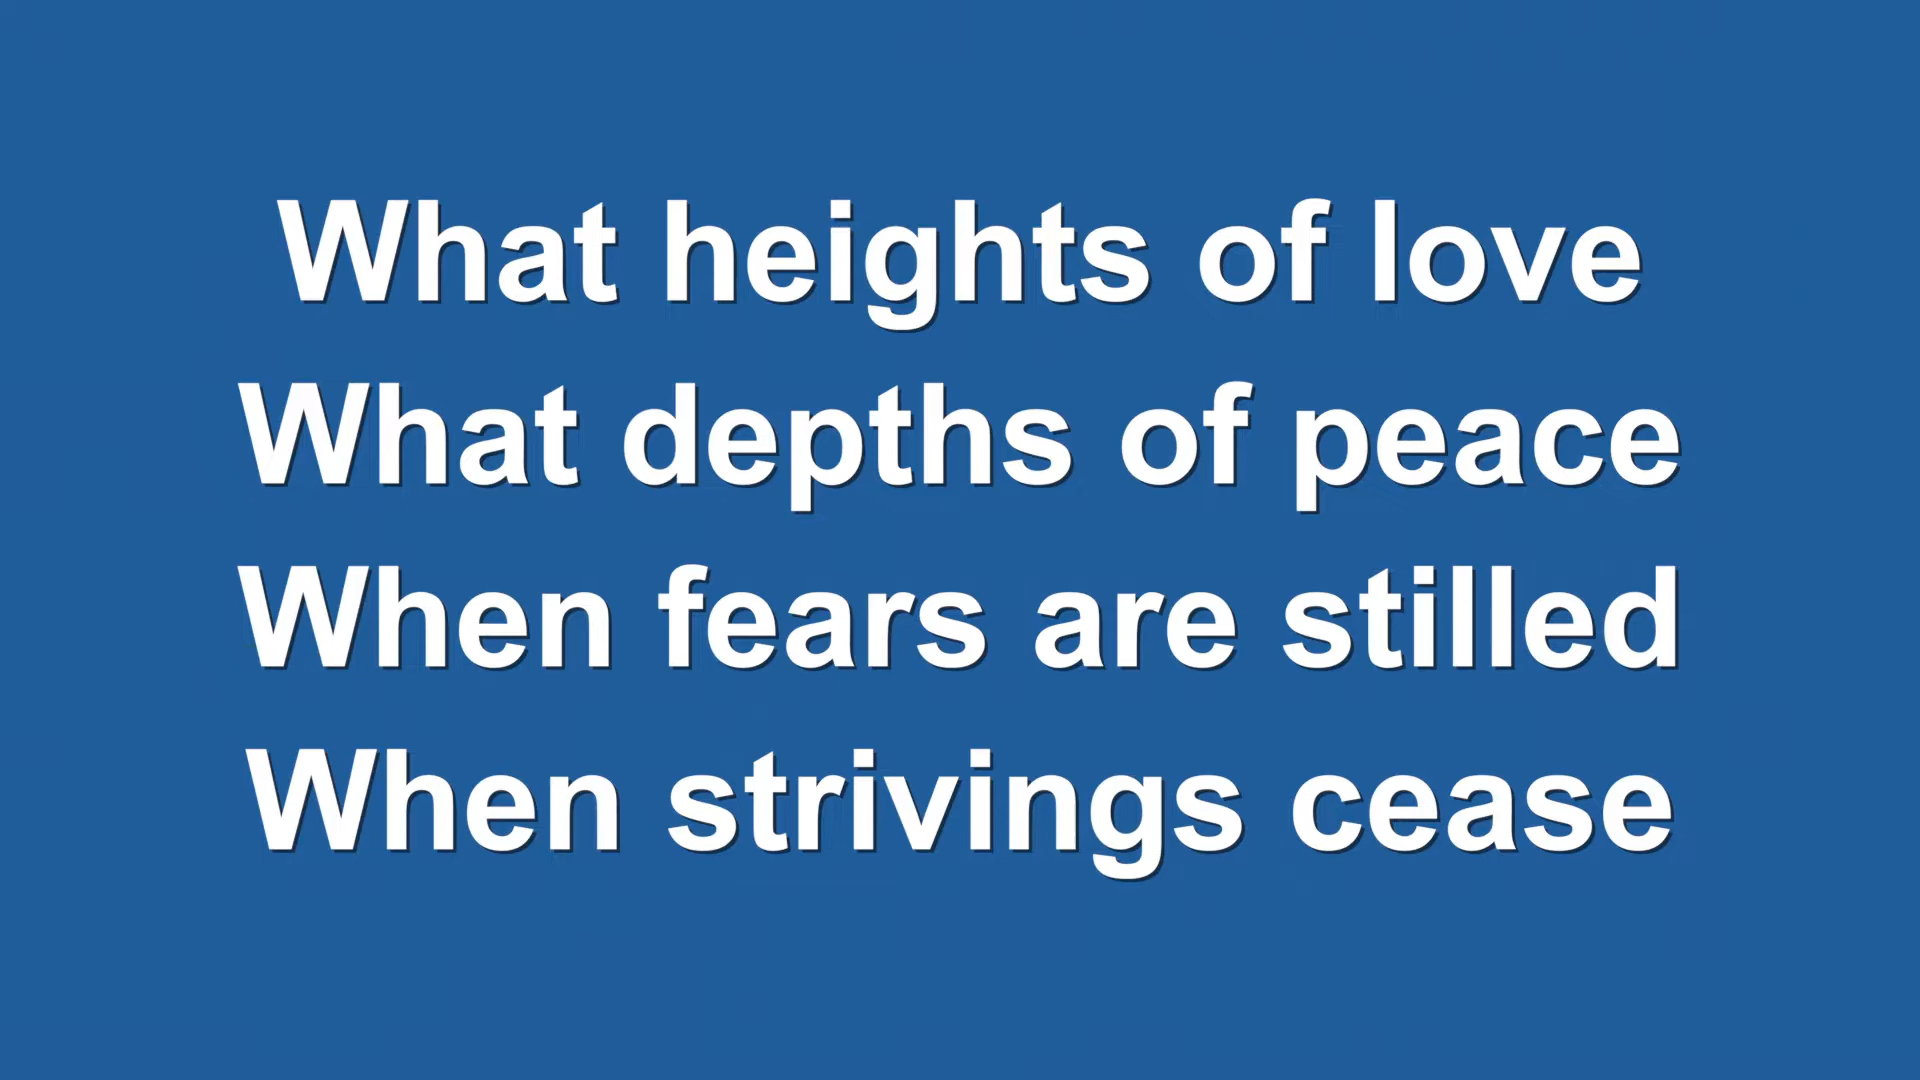 What heights of love
What depths of peace
When fears are stilled
When strivings cease